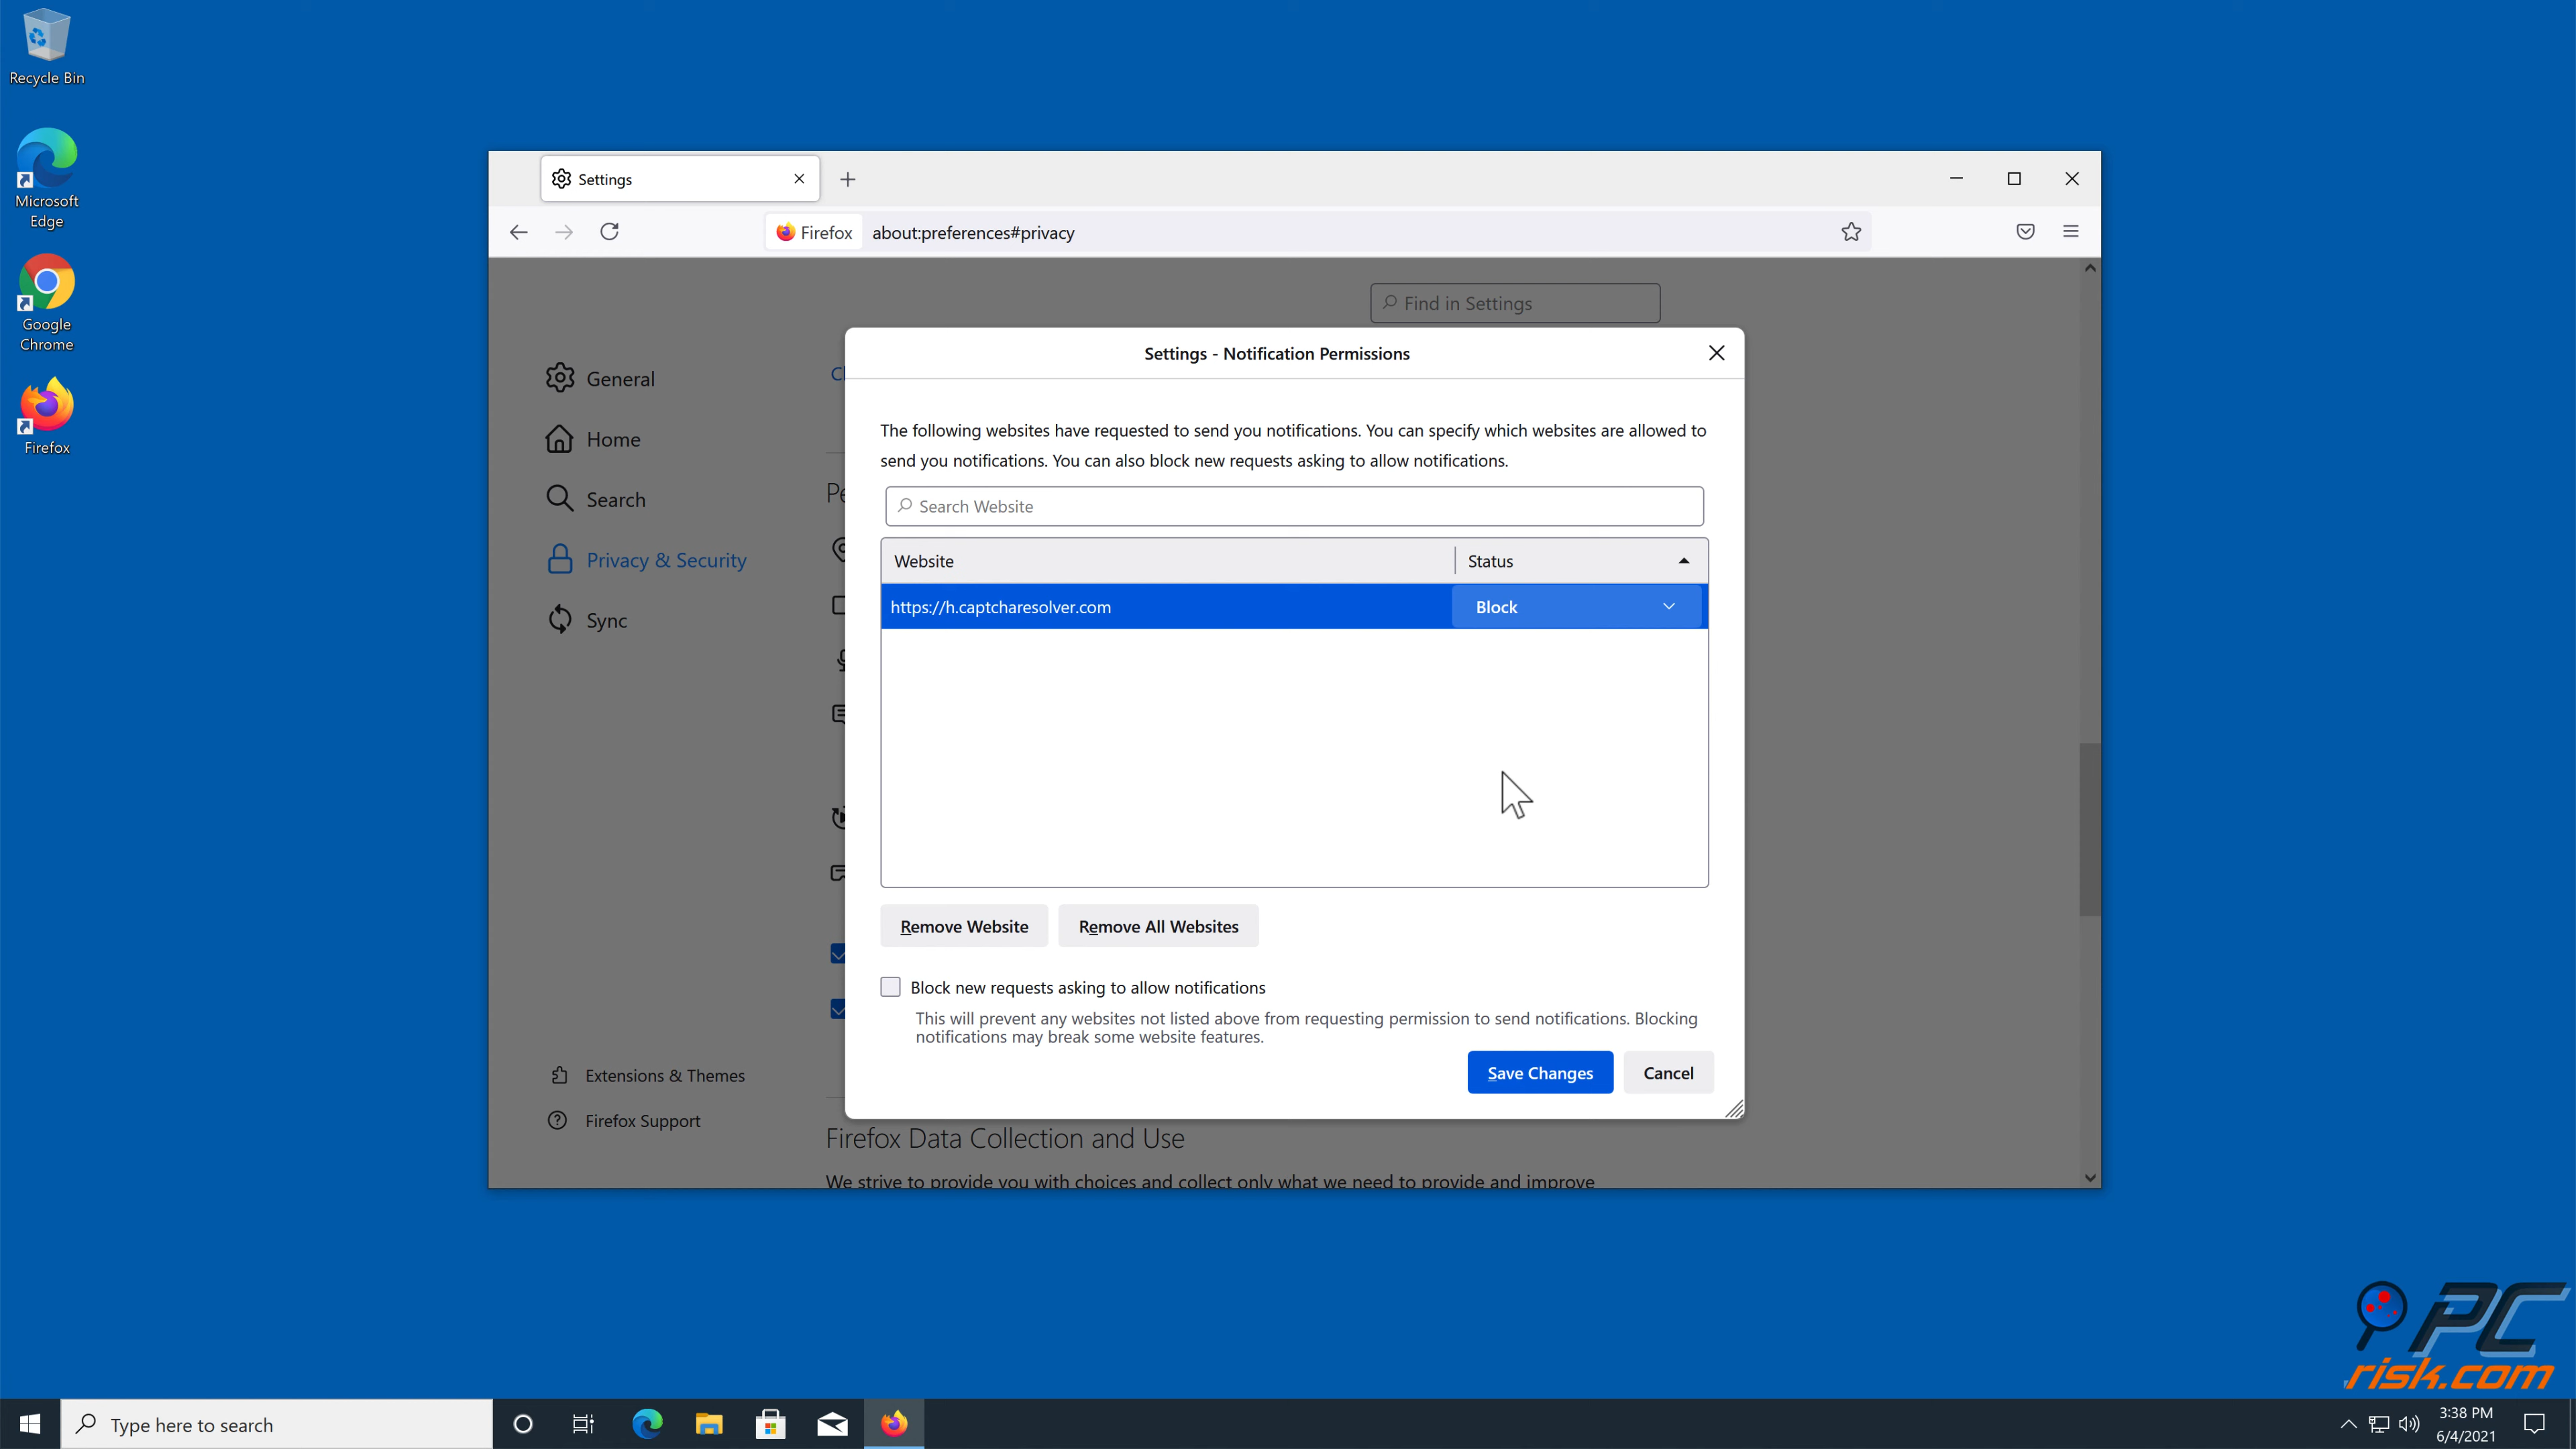 Recycle Bin
Microsoft
Edge
Google
Chrome
Firefox
Settings
Firefox
about:preferences#privacy
Find in Settings
General
Home
Search
Privacy & Security
Sync
Extensions & Themes
Firefox Support
Settings - Notification Permissions
The following websites have requested to send you notifications. You can specify which websites are allowed to
send you notifications. You can also block new requests asking to allow notifications.
Search Website
Website Status
https://h.captcharesolver.com Block
Remove Website Remove All Websites
Block new requests asking to allow notifications
This will prevent any websites not listed above from requesting permission to send notifications. Blocking
notifications may break some website features.
Save Changes Cancel
Firefox Data Collection and Use
We strive to provide you with choices and collect only what we need to provide and improve
PC
risk.com
Type here to search
3:38 PM
6/4/2021